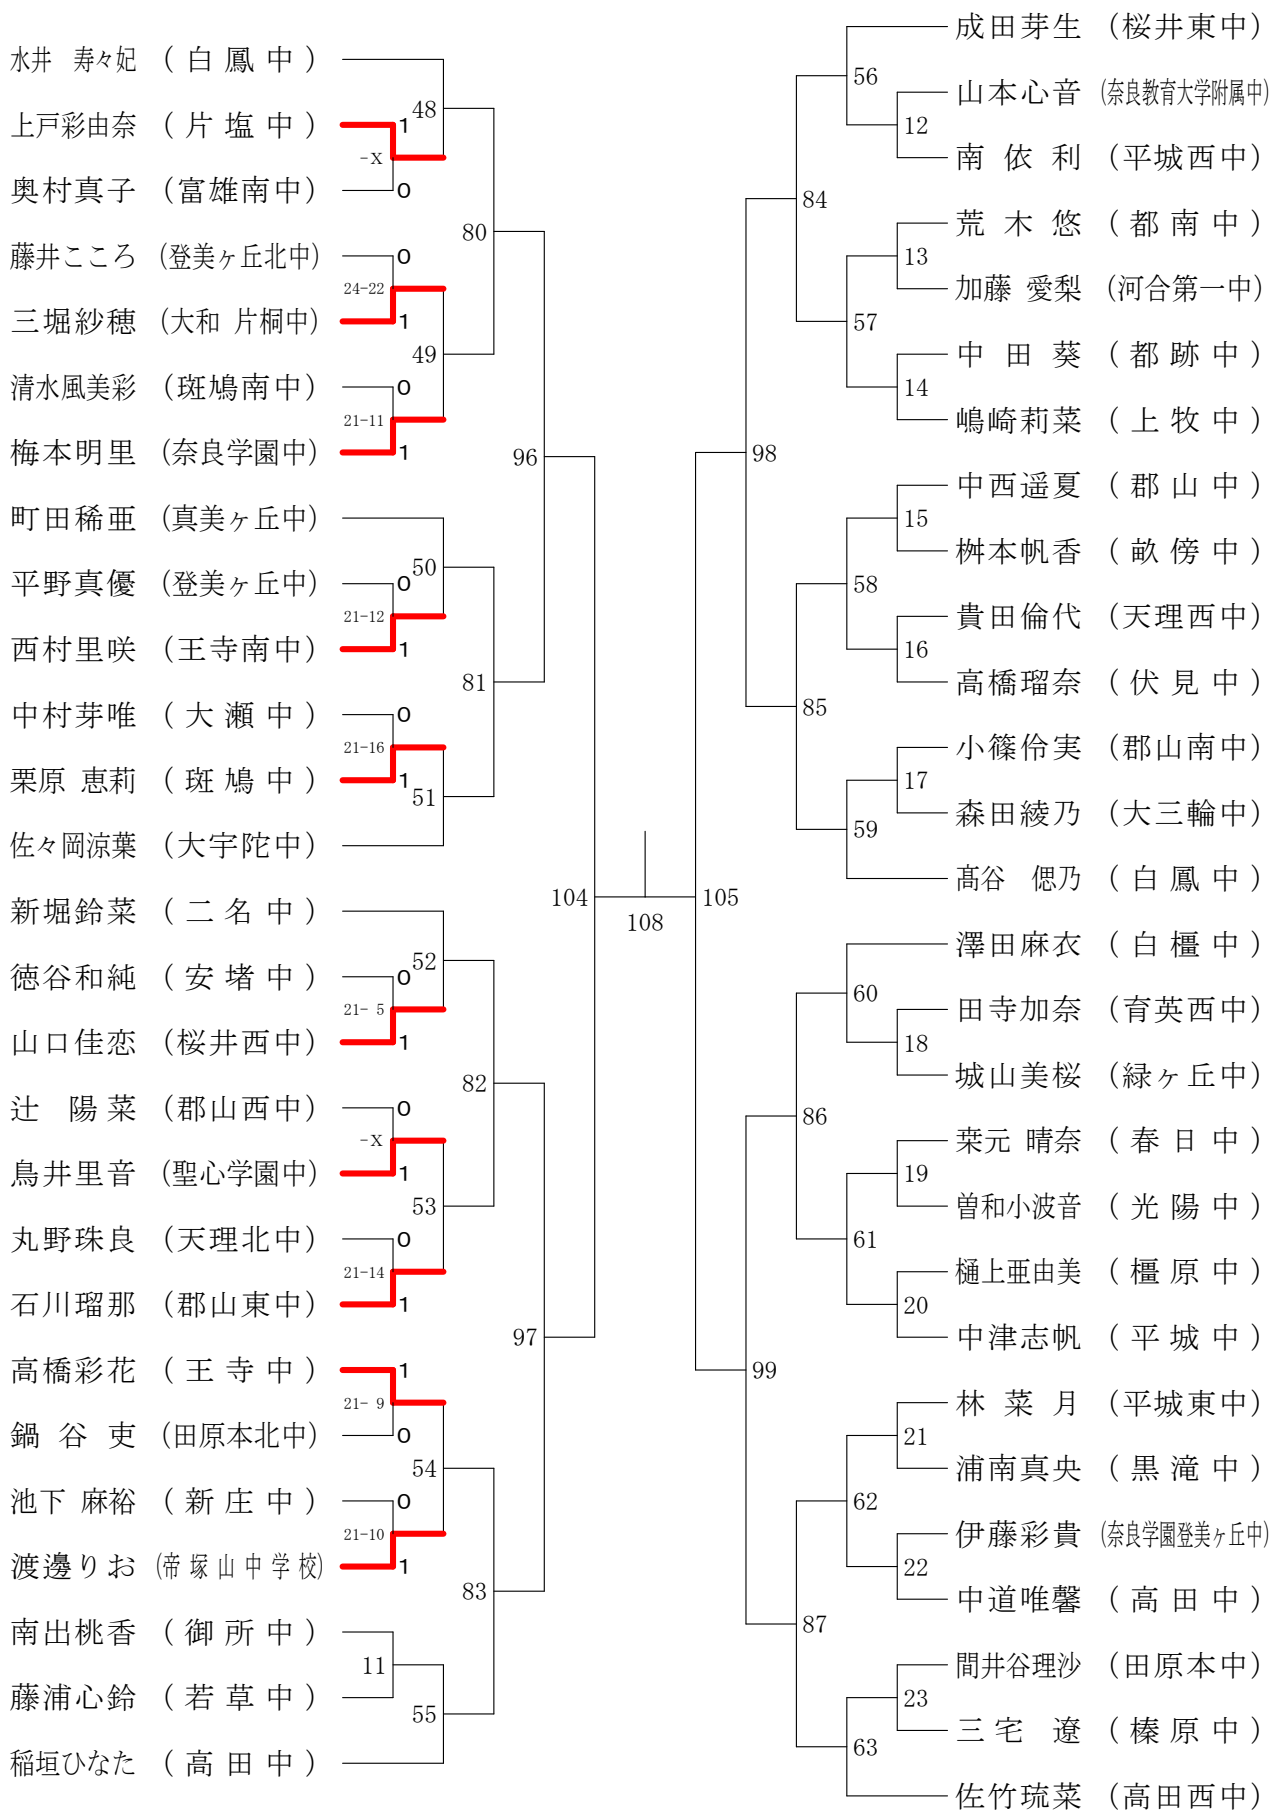 水井 寿々妃 (白鳳中)
48
上戸彩由奈 (片塩中) 1
-X
奥村真子 (富雄南中) 0
80
藤井こころ (登美ヶ丘北中) 0
24-22
三堀紗穂 (大和 片桐中) 1
49
清水風美彩 (斑鳩南中) 0
21-11
梅本明里 (奈良学園中) 1
96
町田稀亜 (真美ヶ丘中)
50
平野真優 (登美ヶ丘中) 0
21-12
西村里咲 (王寺南中) 1
81
中村芽唯 (大瀬中) 0
21-16
栗原 恵莉 (斑鳩中) 1
51
佐々岡涼葉 (大宇陀中)
104
新堀鈴菜 (二名中)
52
徳谷和純 (安堵中) 0
21- 5
山口佳恋 (桜井西中) 1
82
辻 陽菜 (郡山西中) 0
-X
鳥井里音 (聖心学園中) 1
53
丸野珠良 (天理北中) 0
21-14
石川瑠那 (郡山東中) 1
97
高橋彩花 (王寺中) 1
21- 9
鍋谷吏 (田原本北中) 0
54
池下 麻裕 (新庄中) 0
21-10
渡邊りお (帝塚山中学校) 1
83
南出桃香 (御所中)
11
藤浦心鈴 (若草中)
55
稲垣ひなた (高田中)
108
成田芽生 (桜井東中)
56
山本心音 (奈良教育大学附属中)
12
南依利 (平城西中)
84
荒木悠 (都南中)
13
加藤 愛梨 (河合第一中)
57
中田葵 (都跡中)
14
嶋崎莉菜 (上牧中)
98
中西遥夏 (郡山中)
15
桝本帆香 (畝傍中)
58
貴田倫代 (天理西中)
16
高橋瑠奈 (伏見中)
85
小篠伶実 (郡山南中)
17
森田綾乃 (大三輪中)
59
髙谷 偲乃 (白鳳中)
105
澤田麻衣 (白橿中)
60
田寺加奈 (育英西中)
18
城山美桜 (緑ヶ丘中)
86
桒元 晴奈 (春日中)
19
曽和小波音 (光陽中)
61
樋上亜由美 (橿原中)
20
中津志帆 (平城中)
99
林菜月 (平城東中)
21
浦南真央 (黒滝中)
62
伊藤彩貴 (奈良学園登美ヶ丘中)
22
中道唯馨 (高田中)
87
間井谷理沙 (田原本中)
23
三宅 遼 (榛原中)
63
佐竹琉菜 (高田西中)